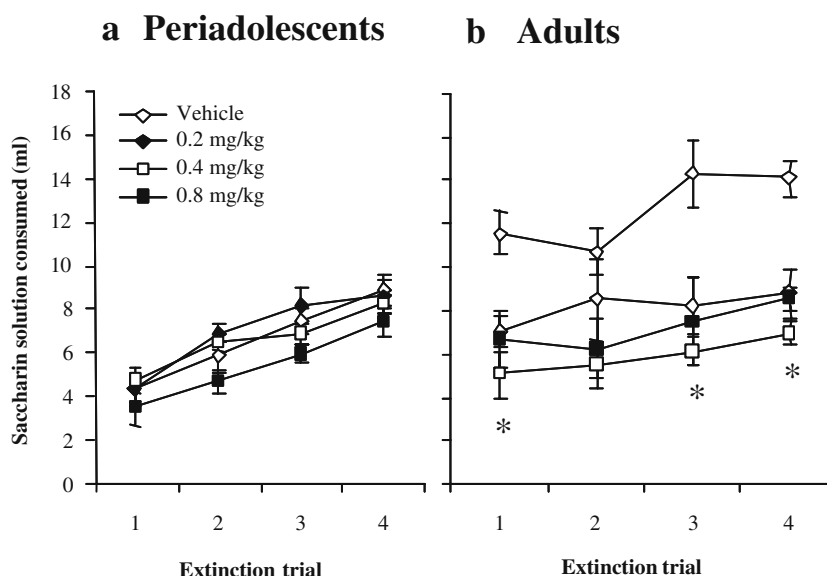 a Periadolescents
b Adults
Saccharin solution consumed (ml)
18
16
14
12
10
8
6
4
2
0
Vehicle
0.2 mg/kg
0.4 mg/kg
0.8 mg/kg
* * *
1 2 3 4
1 2 3 4
Extinction trial
Extinction trial